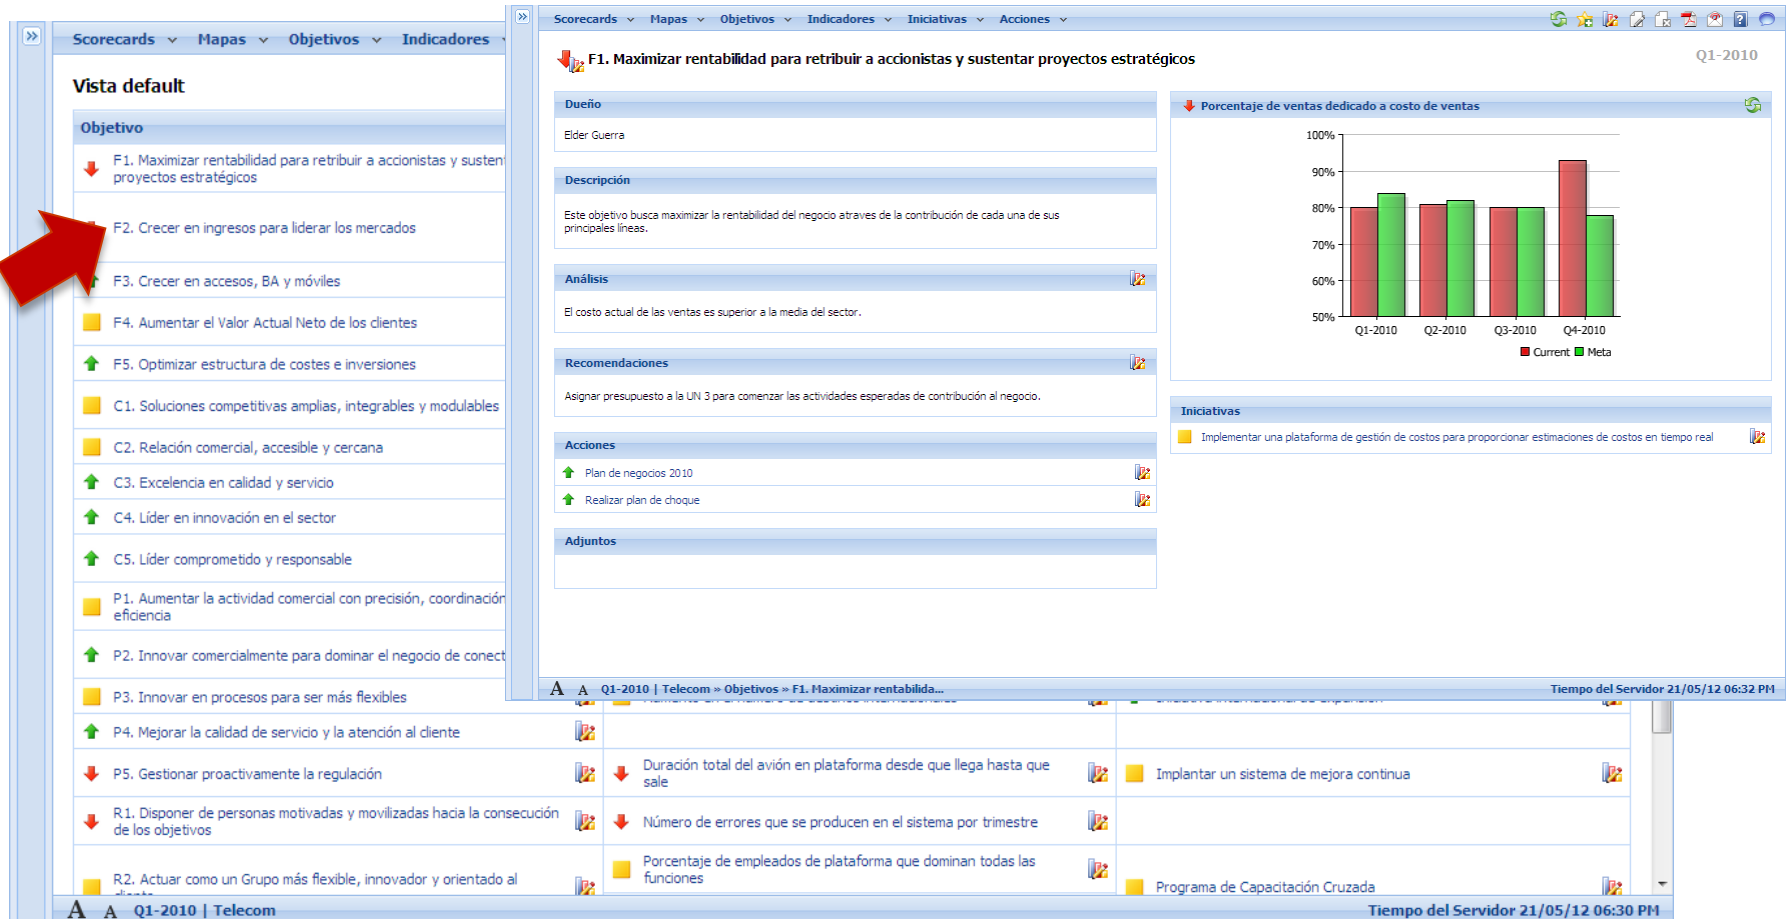 Scorecards Mapas Objetivos Indicadores
Vista default
Objetivo
F1. Maximizar rentabilidad para retribuir a accionistas y susten
proyectos estratégicos
F2. Crecer en ingresos para liderar los mercados
F3. Crecer en accesos, BA y móviles
F4. Aumentar el Valor Actual Neto de los clientes
F5. Optimizar estructura de costes e inversiones
C1. Soluciones competitivas amplias, integrables y modulables
C2. Relación comercial, accesible y cercana
C3. Excelencia en calidad y servicio
C4. Líder en innovación en el sector
C5. Líder comprometido y responsable
P1. Aumentar la actividad comercial con precisión, coordinación
eficiencia
P2. Innovar comercialmente para dominar el negocio de conect
P3. Innovar en procesos para ser más flexibles
P4. Mejorar la calidad de servicio y la atención al cliente
P5. Gestionar proactivamente la regulación
Duración total del avión en plataforma desde que llega hasta que
sale
Implantar un sistema de mejora continua
R1. Disponer de personas motivadas y movilizadas hacia la consecución
de los objetivos
Número de errores que se producen en el sistema por trimestre
R2. Actuar como un Grupo más flexible, innovador y orientado al
Porcentaje de empleados de plataforma que dominan todas las
funciones
Programa de Capacitación Cruzada
A A Q1-2010 | Telecom
Tiempo del Servidor 21/05/12 06:30 PM
Scorecards Mapas Objetivos Indicadores Iniciativas Acciones
F1. Maximizar rentabilidad para retribuir a accionistas y sustentar proyectos estratégicos
Q1-2010
Dueño
Elder Guerra
Descripción
Este objetivo busca maximizar la rentabilidad del negocio atraves de la contribución de cada una de sus
principales líneas.
Análisis
El costo actual de las ventas es superior a la media del sector.
Recomendaciones
Asignar presupuesto a la UN 3 para comenzar las actividades esperadas de contribución al negocio.
Acciones
Plan de negocios 2010
Realizar plan de choque
Adjuntos
Porcentaje de ventas dedicado a costo de ventas
100%
90%
80%
70%
60%
50%
Q1-2010 Q2-2010 Q3-2010 Q4-2010
Current Meta
Iniciativas
Implementar una plataforma de gestión de costos para proporcionar estimaciones de costos en tiempo real
A A Q1-2010 | Telecom » Objetivos » F1. Maximizar rentabilida...
Tiempo del Servidor 21/05/12 06:32 PM